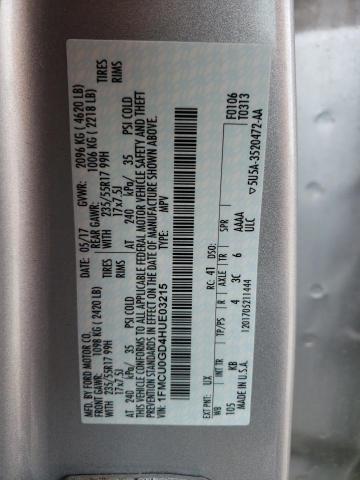 MFD. BY FORD MOTOR CO.
DATE: 05/17 GVWR: 2096 KG ( 4620 LB)
FRONT GAWR: REAR GAWR:
1098 KG ( 2420 LB) 1006 KG ( 2218 LB)
235/55R17 99H TIRES 235/55R17 99H TIRES
17x7.5J RIMS 17x7.5J RIMS
AT 240 kPa/ 35 PSI COLD AT 240 kPa/ 35 PSI COLD
THIS VEHICLE CONFORMS TO ALL APPLICABLE FEDERAL MOTOR VEHICLE SAFETY AND THEFT
PREVENTION STANDARDS IN EFFECT ON THE DATE OF MANUFACTURE SHOWN ABOVE.
VIN: 1FMCU0GD4HUE03215
TYPE: MPV
F0106
T0313
EXT PNT: UX RC: 41 DSO:
WB INT TR TP/PS R AXLE TR SPR
105 KB 4 3C 6 AAAA
MADE IN U.S.A. ULC
1201705211444
▽5U5A-3520472-AA